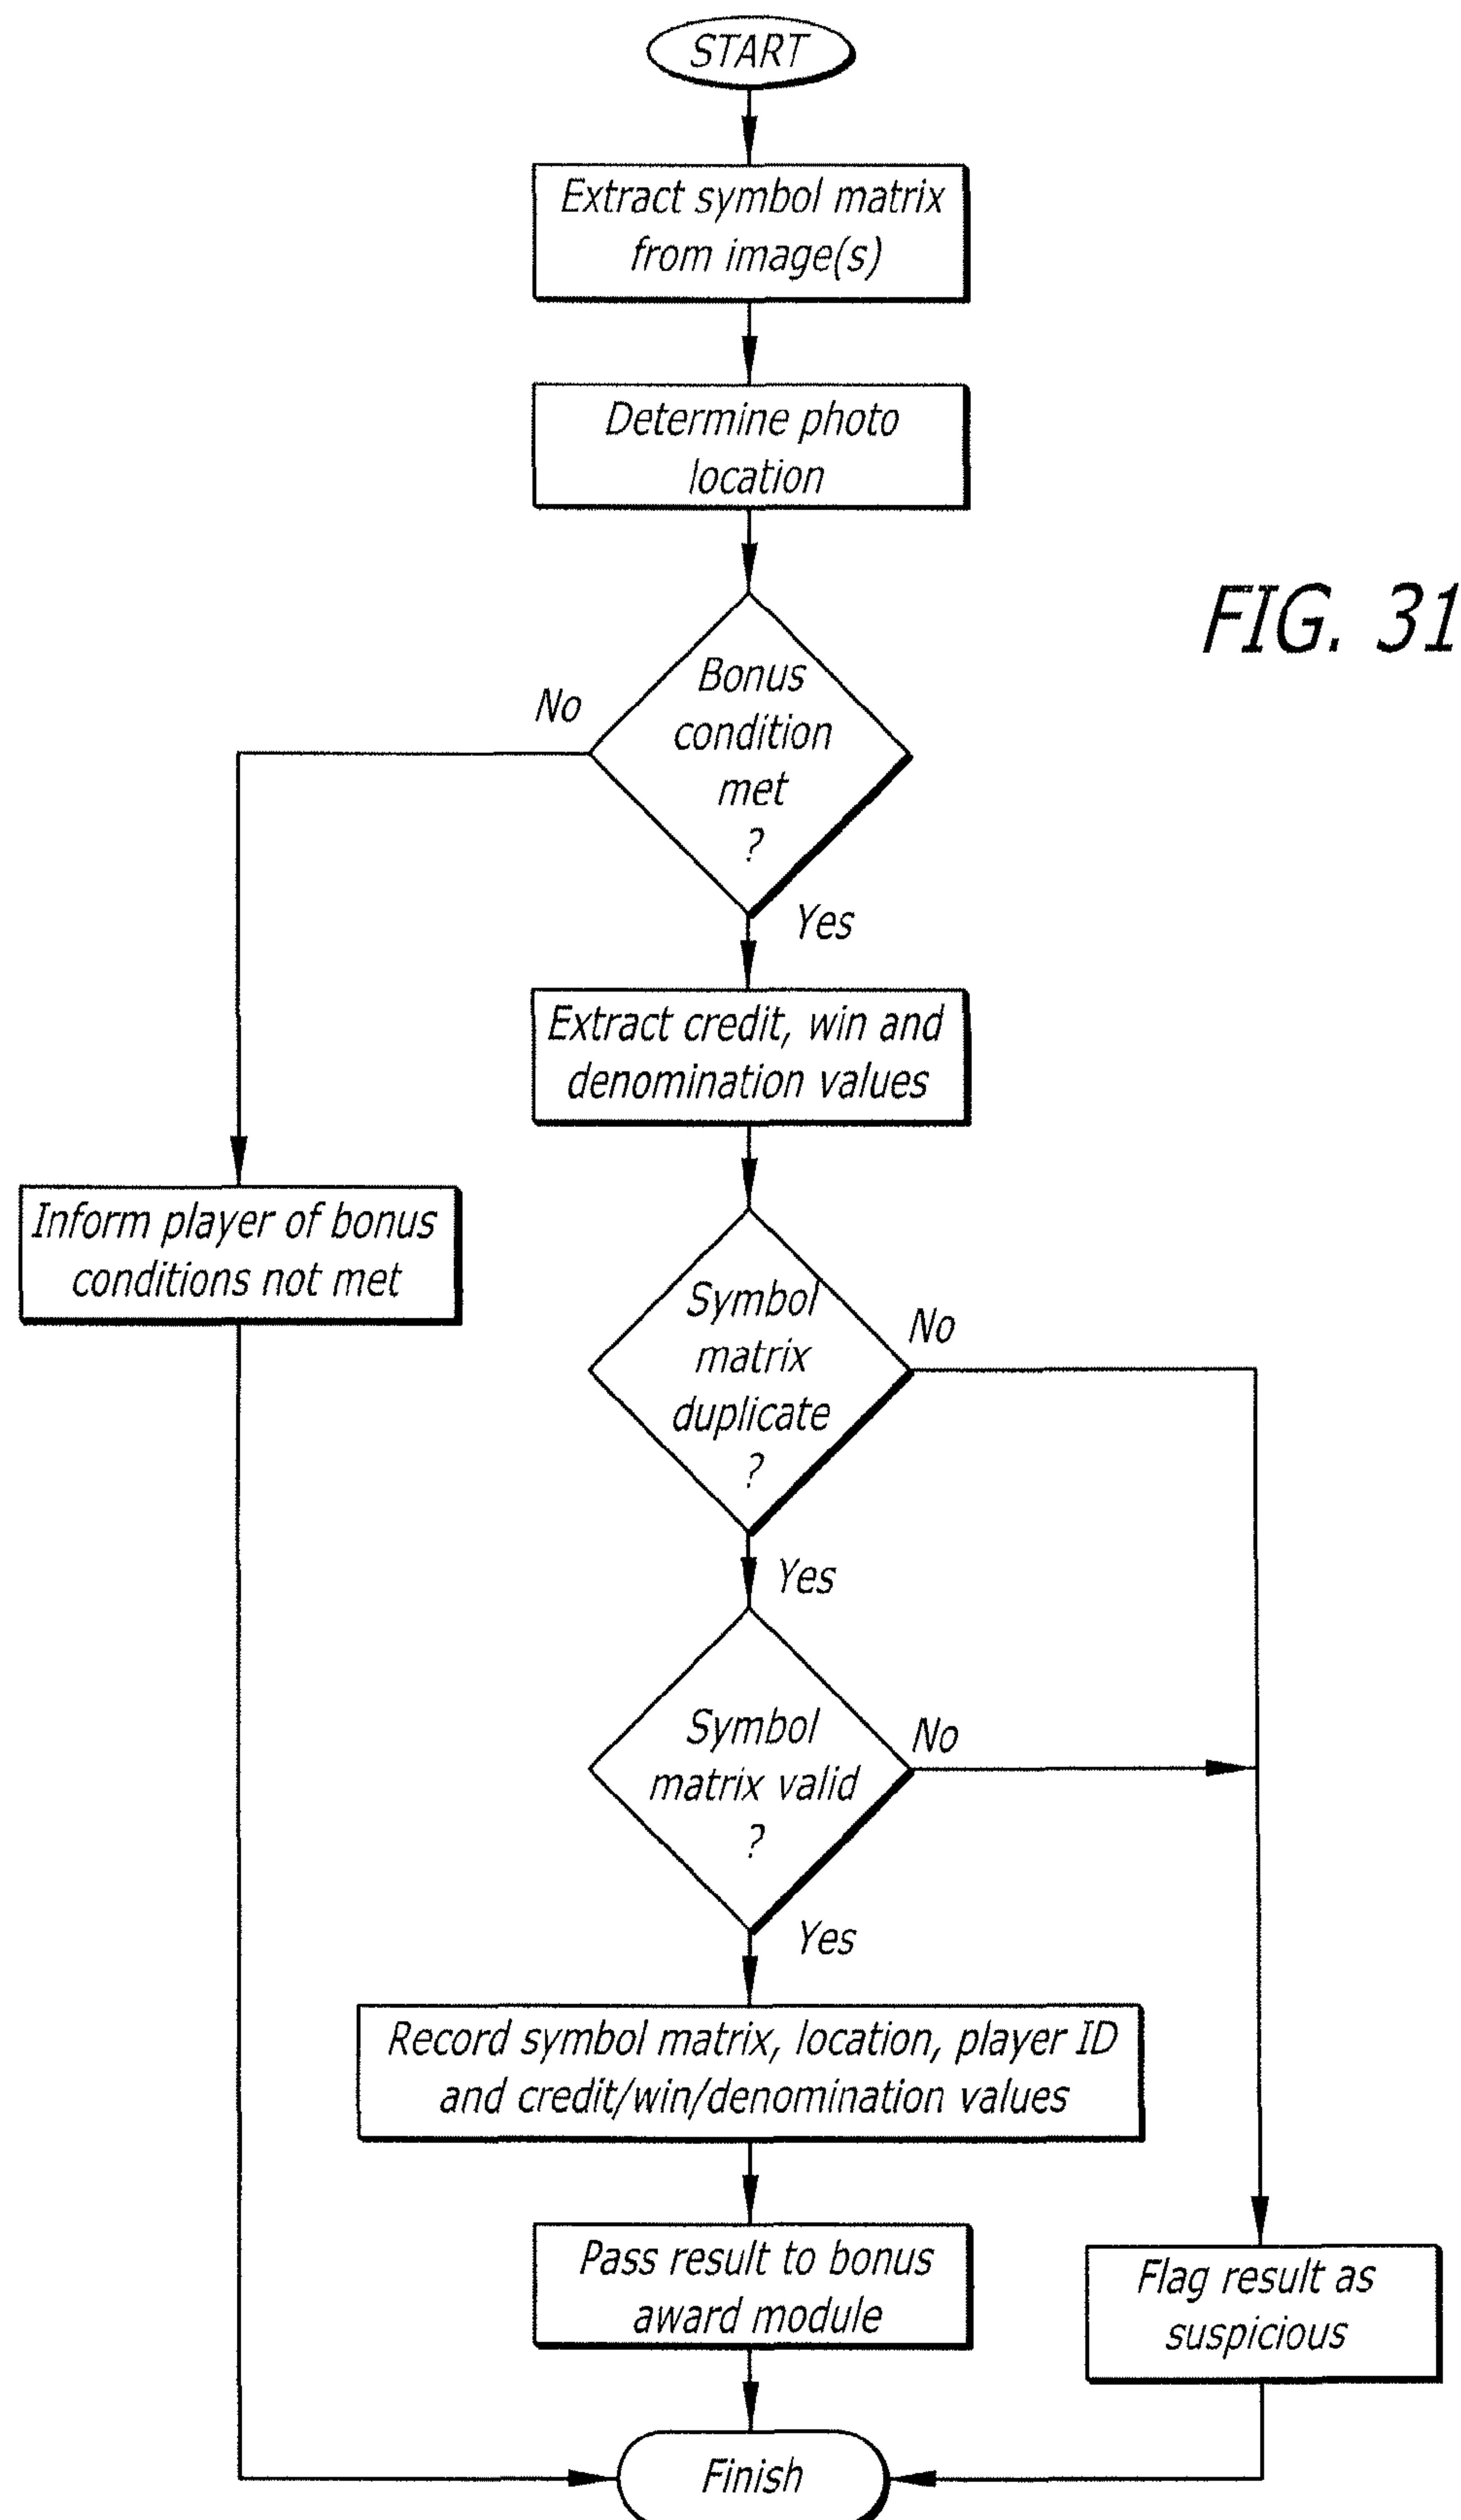 START
Extract symbol matrix
from image(s)
Determine photo
location
FIG. 31
Bonus
condition
met
?
No
Yes
Extract credit, win and
denomination values
Inform player of bonus
conditions not met
Symbol
matrix
duplicate
?
No
Yes
Symbol
matrix valid
?
No
Yes
Record symbol matrix, location, player ID
and credit/win/denomination values
Pass result to bonus
award module
Flag result as
suspicious
Finish